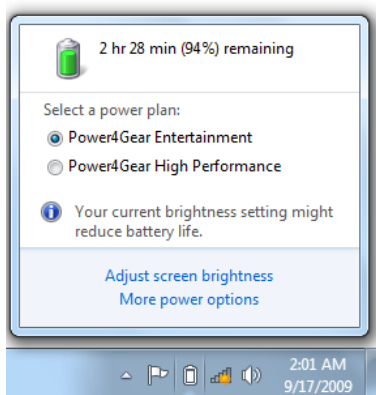 2 hr 28 min (94%) remaining
Select a power plan:
Power4Gear Entertainment
Power4Gear High Performance
Your current brightness setting might
reduce battery life.
Adjust screen brightness
More power options
2:01 AM
9/17/2009